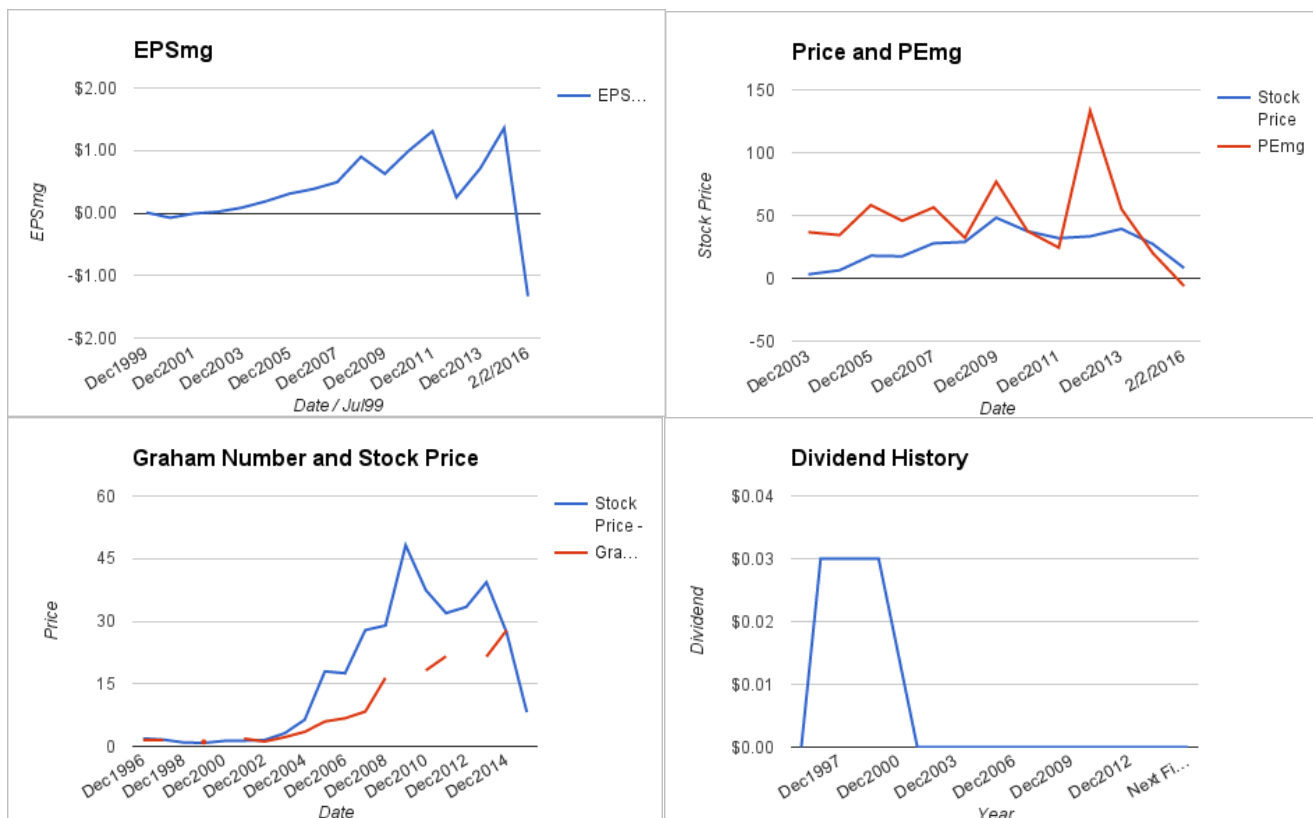 EPSmg
$2.00
$1.00
$0.00
-$1.00
-$2.00
EPSmg
Dec1999
Dec2001
Dec2003
Dec2005
Dec2007
Dec2009
Dec2011
Dec2013
2/2/2016
Date / Jul99
EPS…
Price and PEmg
150
100
50
0
-50
Stock Price
Dec2003
Dec2005
Dec2007
Dec2009
Dec2011
Dec2013
2/2/2016
Date
Stock
Price
PEmg
Graham Number and Stock Price
60
45
30
15
0
Price
Dec1996
Dec1998
Dec2000
Dec2002
Dec2004
Dec2006
Dec2008
Dec2010
Dec2012
Dec2014
Date
Stock
Price -
Gra…
Dividend History
$0.04
$0.03
$0.02
$0.01
$0.00
Dividend
Dec1997
Dec2000
Dec2003
Dec2006
Dec2009
Dec2012
Next Fi…
Year